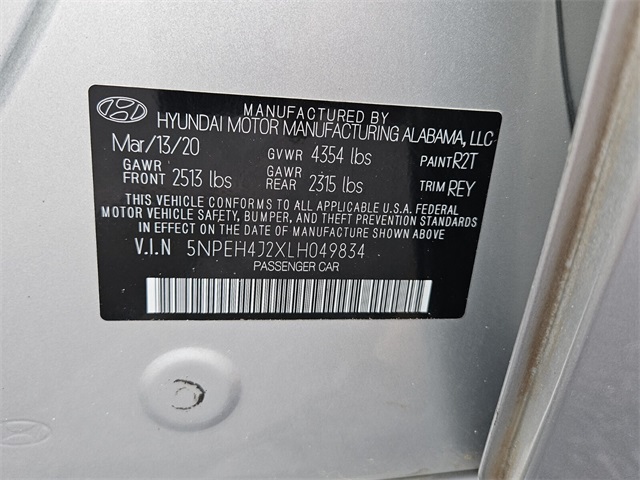 MANUFACTURED BY
HYUNDAI MOTOR MANUFACTURING ALABAMA, LLC
Mar/13/20 GVWR 4354 lbs PAINT R2T
GAWR FRONT 2513 lbs GAWR REAR 2315 lbs TRIM REY
THIS VEHICLE CONFORMS TO ALL APPLICABLE U.S.A. FEDERAL
MOTOR VEHICLE SAFETY, BUMPER, AND THEFT PREVENTION STANDARDS
IN EFFECT ON THE DATE OF MANUFACTURE SHOWN ABOVE
V.I.N 5NPEH4J2XLH049834
PASSENGER CAR